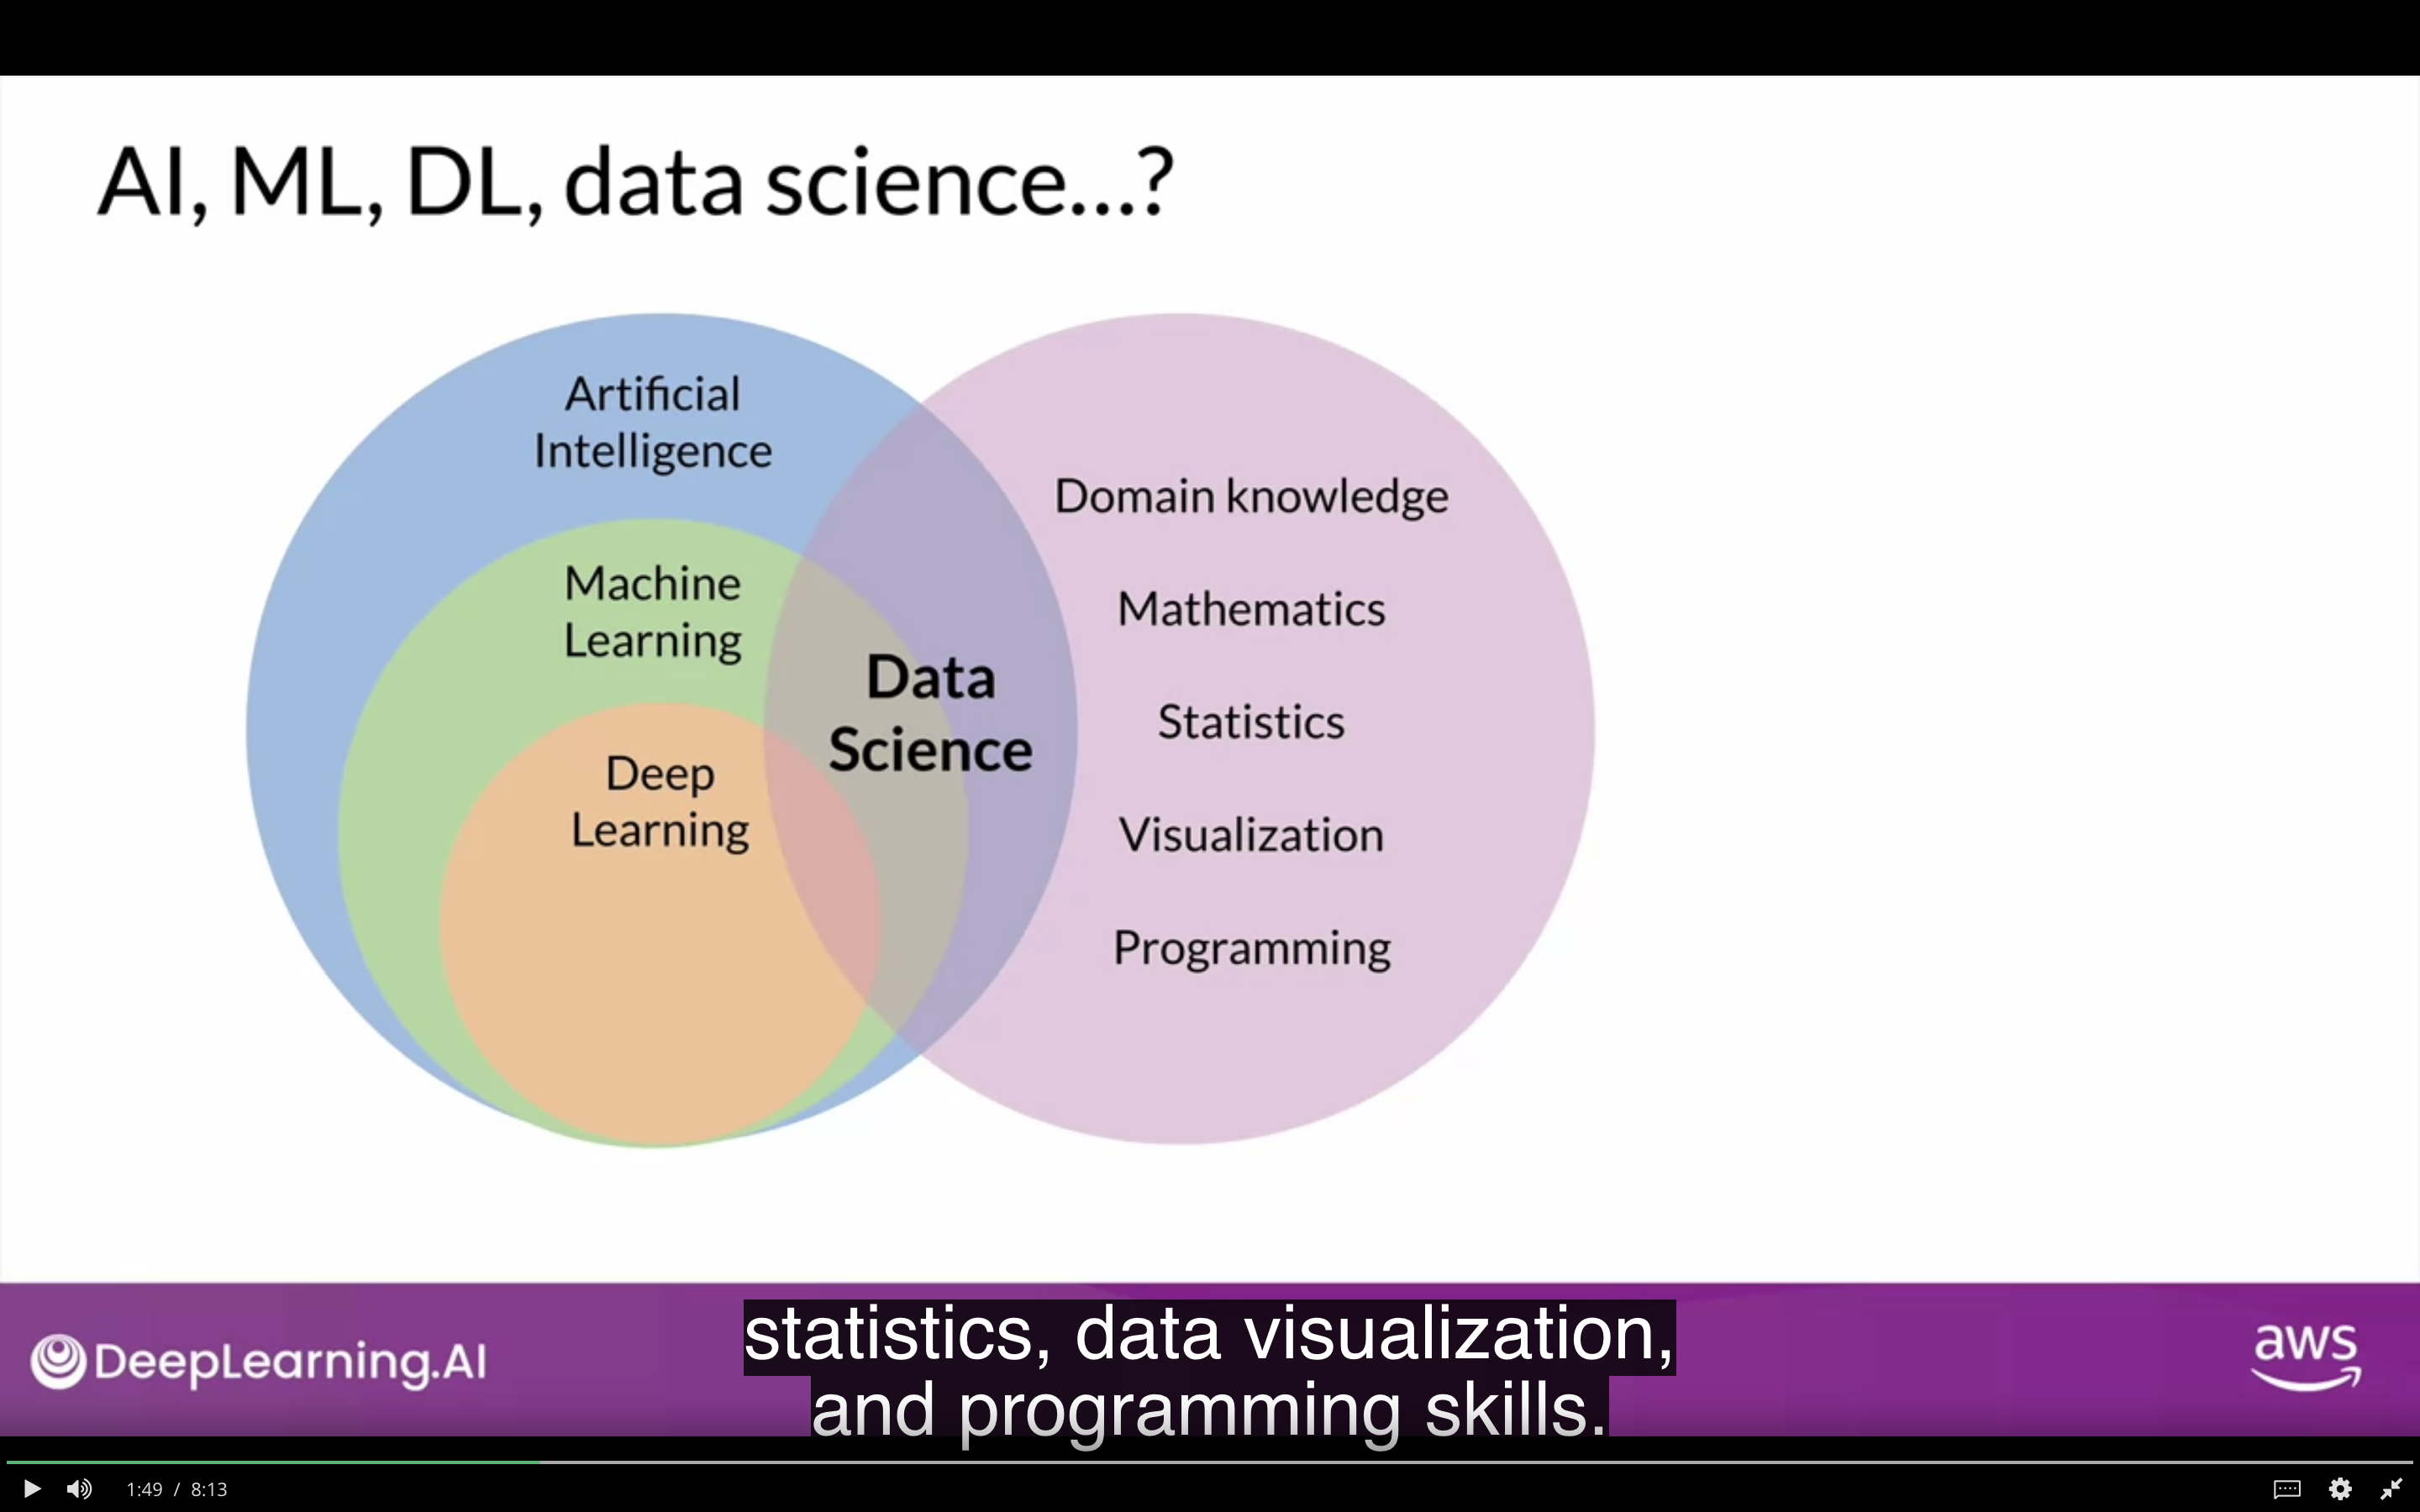 AI, ML, DL, data science...?
Artificial
Intelligence
Machine
Learning
Deep
Learning
Data
Science
Domain knowledge
Mathematics
Statistics
Visualization
Programming
DeepLearning.AI
statistics, data visualization,
and programming skills.
aws
1:49 / 8:13